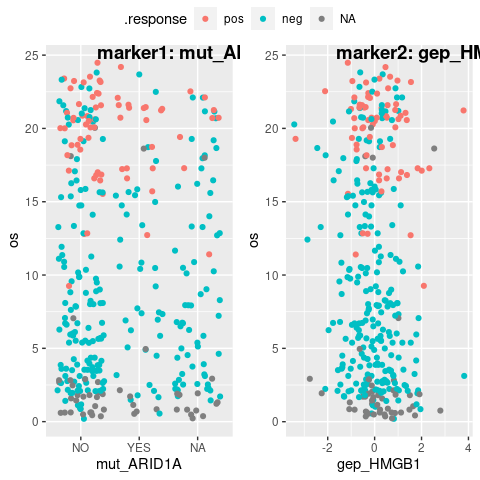 .response pos neg NA
marker1: mut_ARI
marker2: gep_HM
25
20
15
10
5
0
os
NO YES NA
mut_ARID1A
25
20
15
10
5
0
os
-2 0 2 4
gep_HMGB1